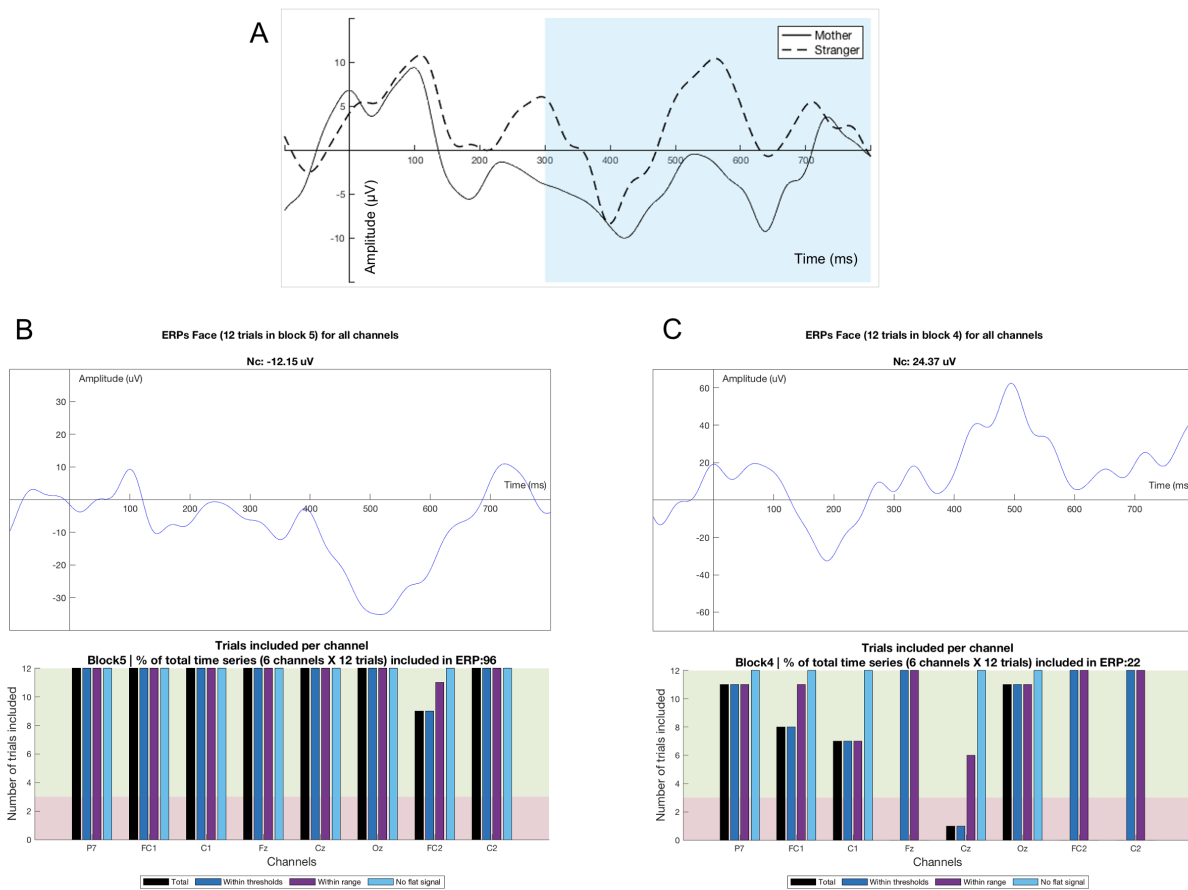 A
Mother
Stranger
10
5
-5
-10
100 200 300 400 500 600 700
Amplitude (µV)
Time (ms)
B
ERPs Face (12 trials in block 5) for all channels
Nc: -12.15 uV
Amplitude (uV)
30
20
10
-10
-20
-30
100 200 300 400 500 600 700
Time (ms)
Trials included per channel
Block5 | % of total time series (6 channels X 12 trials) included in ERP:96
Number of trials included
12
10
8
6
4
2
0
P7 FC1 C1 Fz Cz Oz FC2 C2
Channels
Total Within thresholds Within range No flat signal
C
ERPs Face (12 trials in block 4) for all channels
Nc: 24.37 uV
Amplitude (uV)
60
40
20
-20
-40
-60
100 200 300 400 500 600 700
Time (ms
Trials included per channel
Block4 | % of total time series (6 channels X 12 trials) included in ERP:22
Number of trials included
12
10
8
6
4
2
0
P7 FC1 C1 Fz Cz Oz FC2 C2
Channels
Total Within thresholds Within range No flat signal